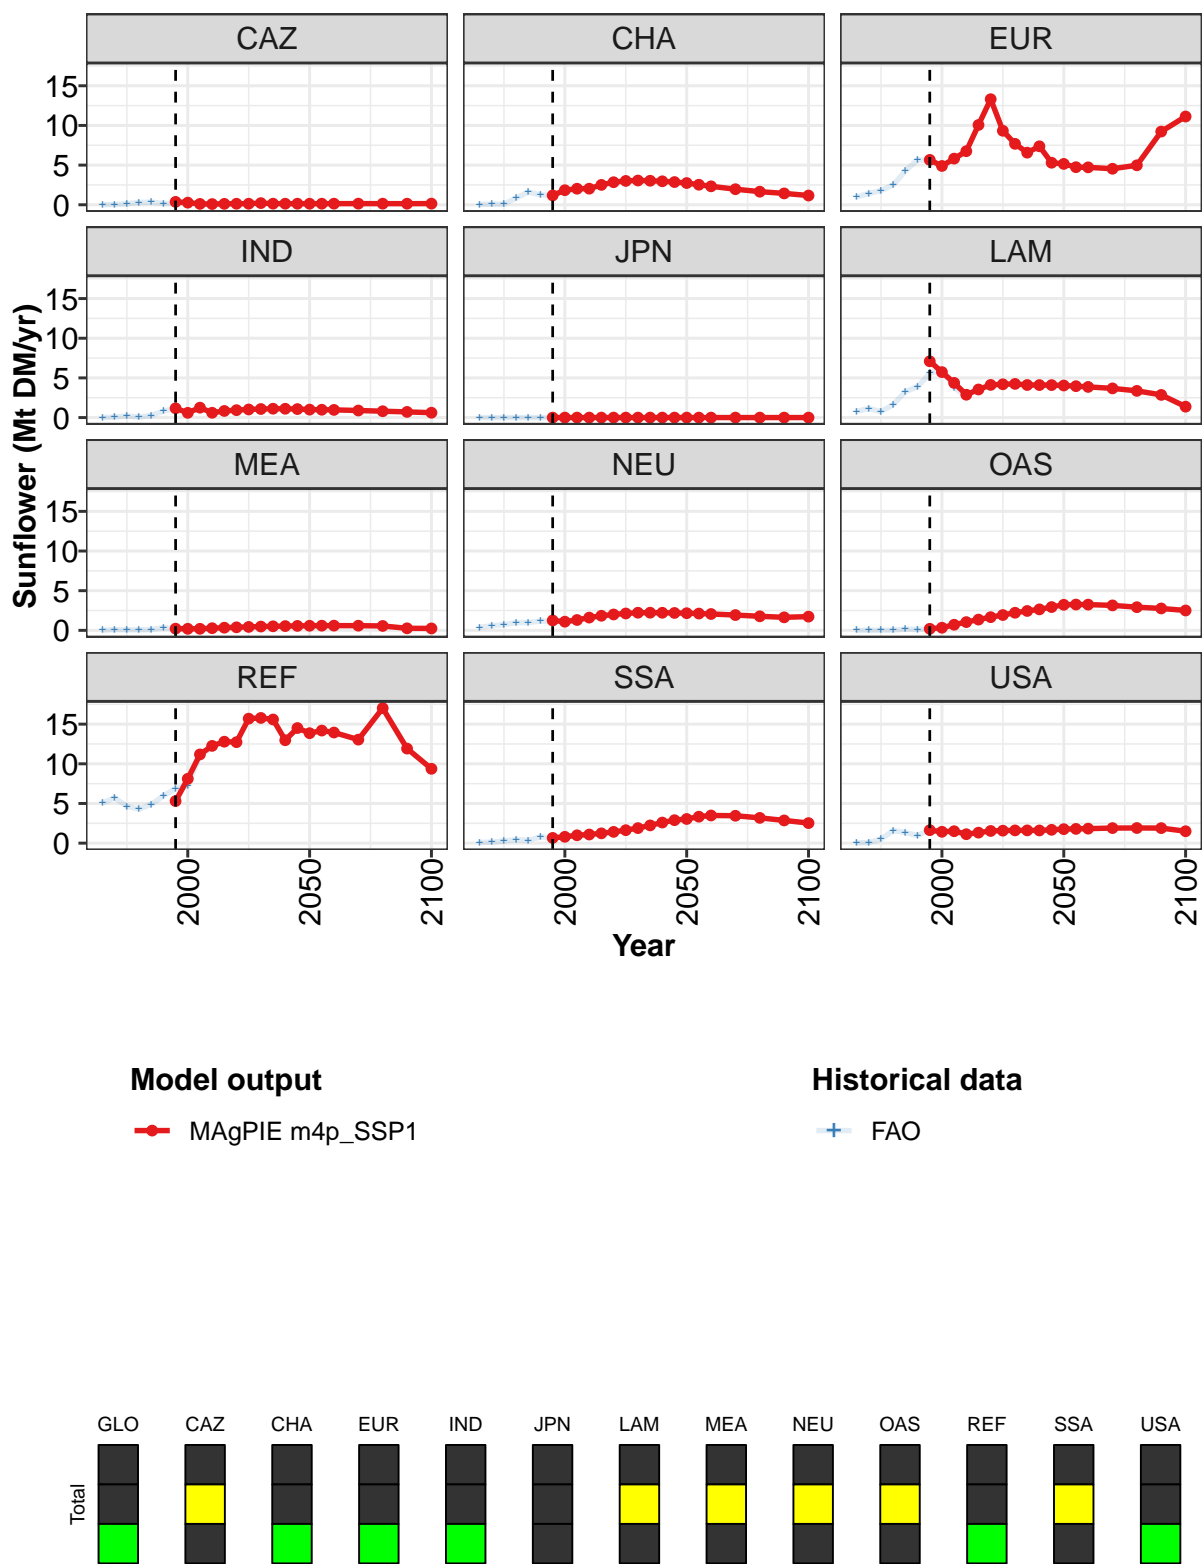 CAZ CHA EUR
15
10
5
0
IND JPN LAM
15
10
5
0
MEA NEU OAS
15
10
5
0
REF SSA USA
15
10
5
0
Sunflower (Mt DM/yr)
2000 2050 2100 2000 2050 2100 2000 2050 2100
Year
Model output Historical data
MAgPIE m4p_SSP1 FAO
GLO CAZ CHA EUR IND JPN LAM MEA NEU OAS REF SSA USA
Total